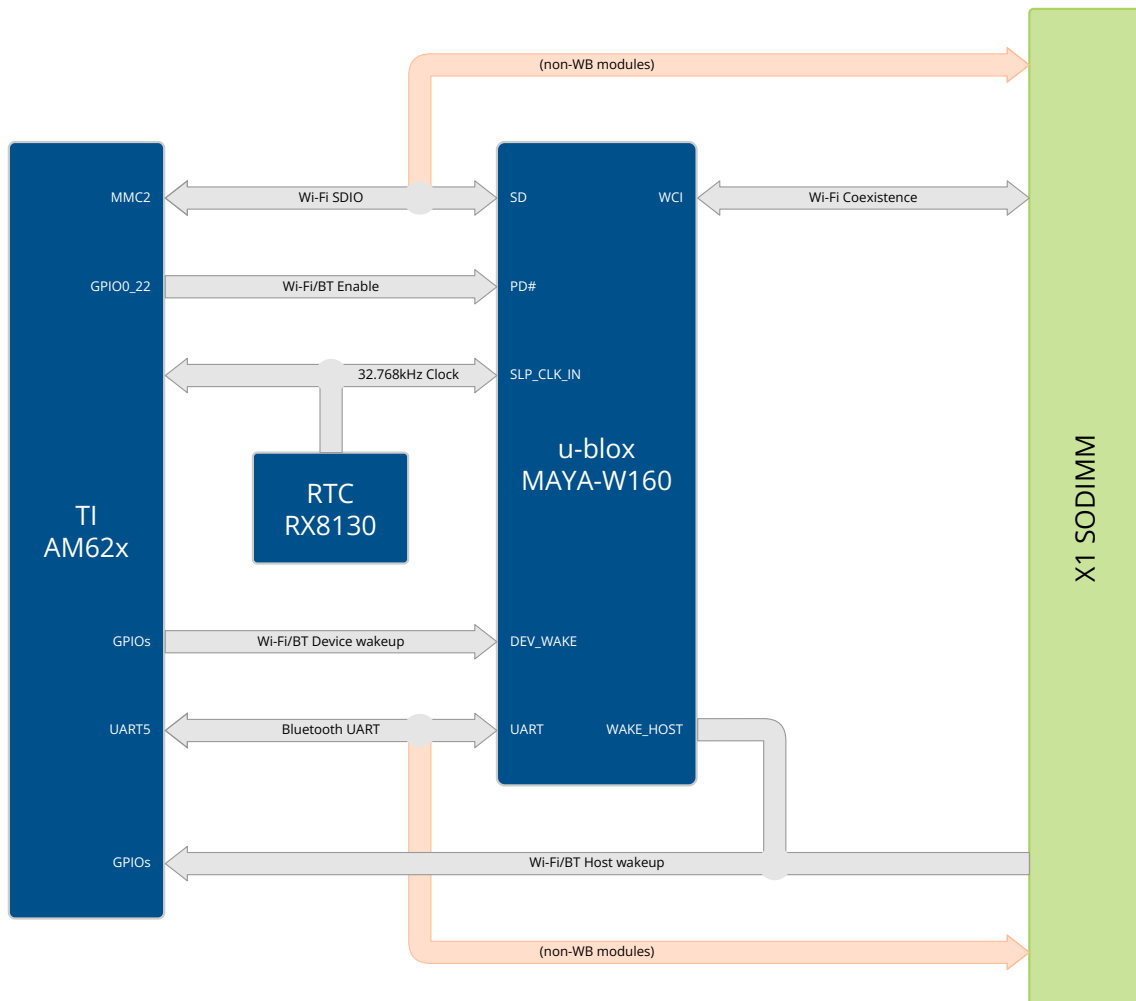 (non-WB modules)
MMC2
Wi-Fi SDIO
SD
WCI
Wi-Fi Coexistence
GPIO0_22
Wi-Fi/BT Enable
PD#
32.768kHz Clock
SLP_CLK_IN
u-blox
MAYA-W160
RTC
RX8130
TI
AM62x
X1 SODIMM
GPIOs
Wi-Fi/BT Device wakeup
DEV_WAKE
UART5
Bluetooth UART
UART
WAKE_HOST
GPIOs
Wi-Fi/BT Host wakeup
(non-WB modules)